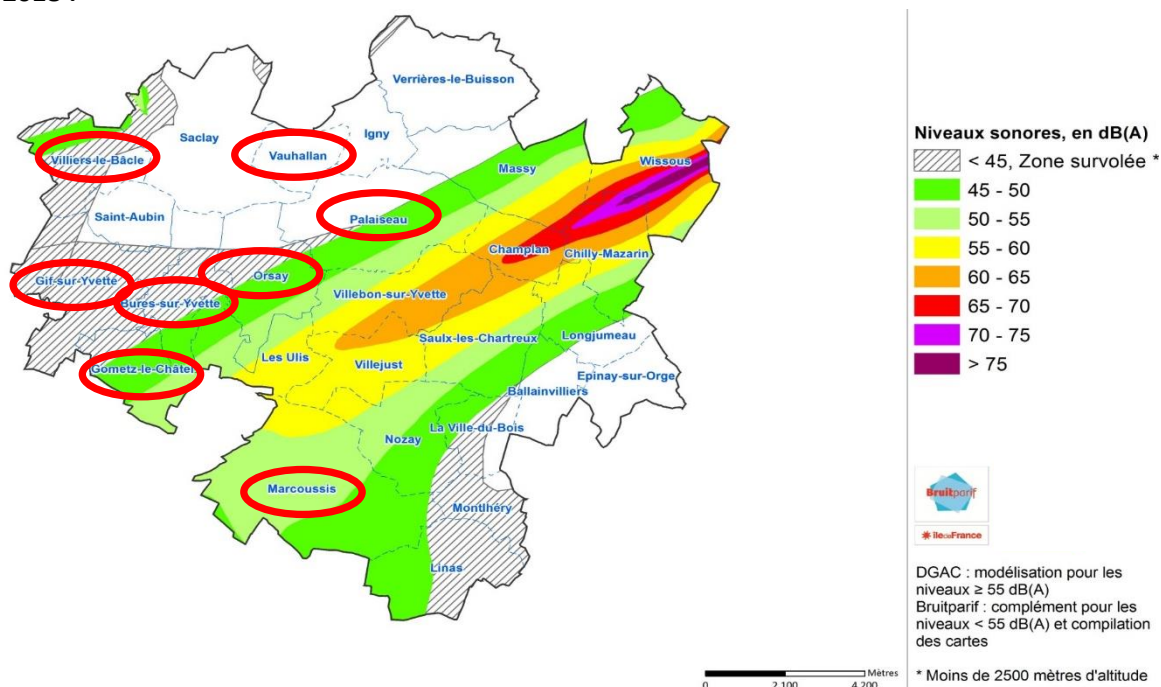 Verrières-le-Buisson
Saclay
Igny
Villiers-le-Bâcle
Vauhallan
Massy
Wissous
Saint-Aubin
Palaiseau
Champlan
Chilly-Mazarin
Gif-sur-Yvette
Orsay
Bures-sur-Yvette
Villebon-sur-Yvette
Saulx-les-Chartreux
Longjumeau
Les Ulis
Villejust
Gometz-le-Châtel
Epinay-sur-Orge
Ballainvilliers
La Ville-du-Bois
Nozay
Marcoussis
Montlhéry
Linas
Niveaux sonores, en dB(A)
< 45, Zone survolée *
45 - 50
50 - 55
55 - 60
60 - 65
65 - 70
70 - 75
> 75
Bruitparif
île de France
DGAC : modélisation pour les
niveaux ≥ 55 dB(A)
Bruitparif : complément pour les
niveaux < 55 dB(A) et compilation
des cartes
* Moins de 2500 mètres d'altitude
Mètres
0 2 100 4 200